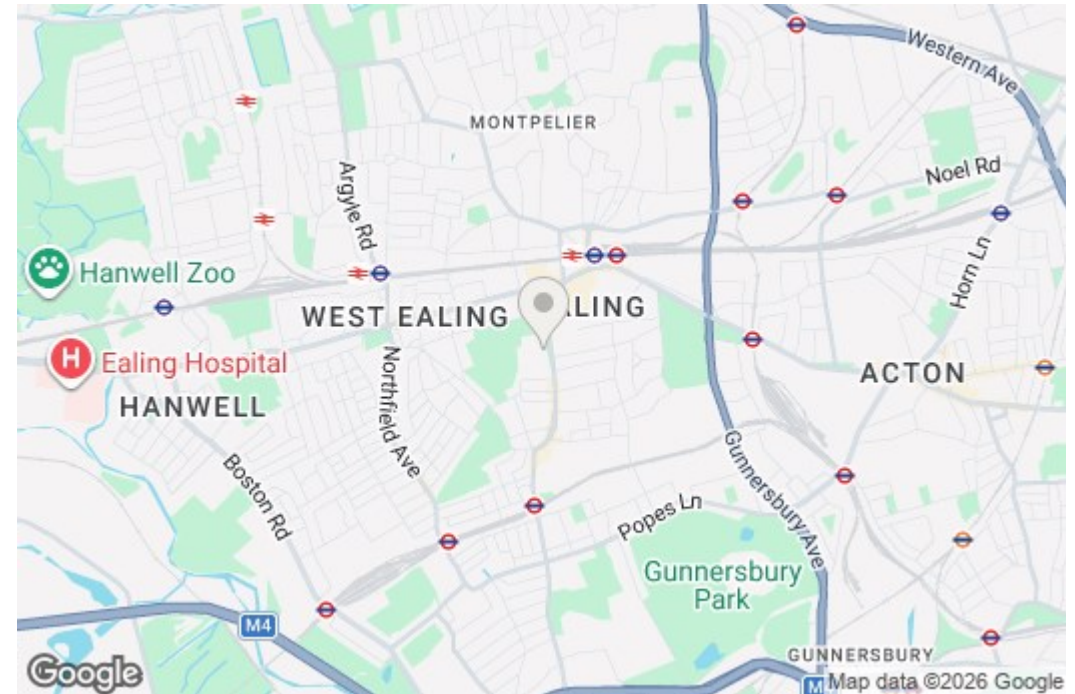 Western Ave
MONTPELIER
Noel Rd
Argyle Rd
Horn Ln
Hanwell Zoo
WEST EALING
ALING
H
Ealing Hospital
ACTON
HANWELL
Northfield Ave
Gunnersbury Ave
Boston Rd
Popes Ln
Gunnersbury
Park
M4
GUNNERSBURY
M
Google
Map data ©2026 Google